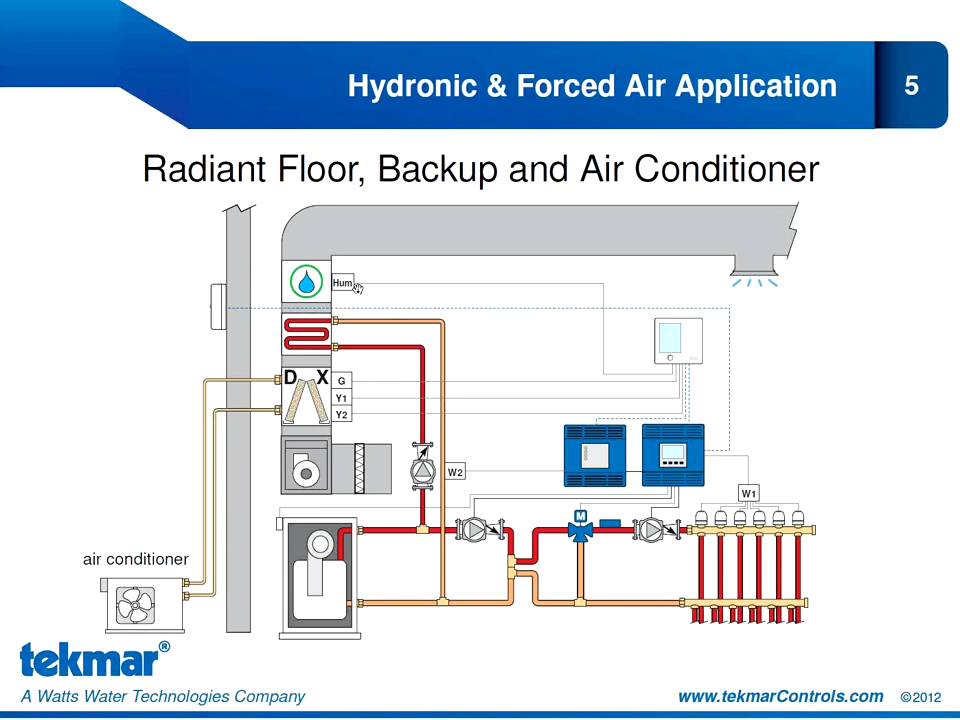 Hydronic & Forced Air Application
5
Radiant Floor, Backup and Air Conditioner
Hum
D X
G
Y1
Y2
W2
W1
M
air conditioner
tekmar®
A Watts Water Technologies Company
www.tekmarControls.com ©2012